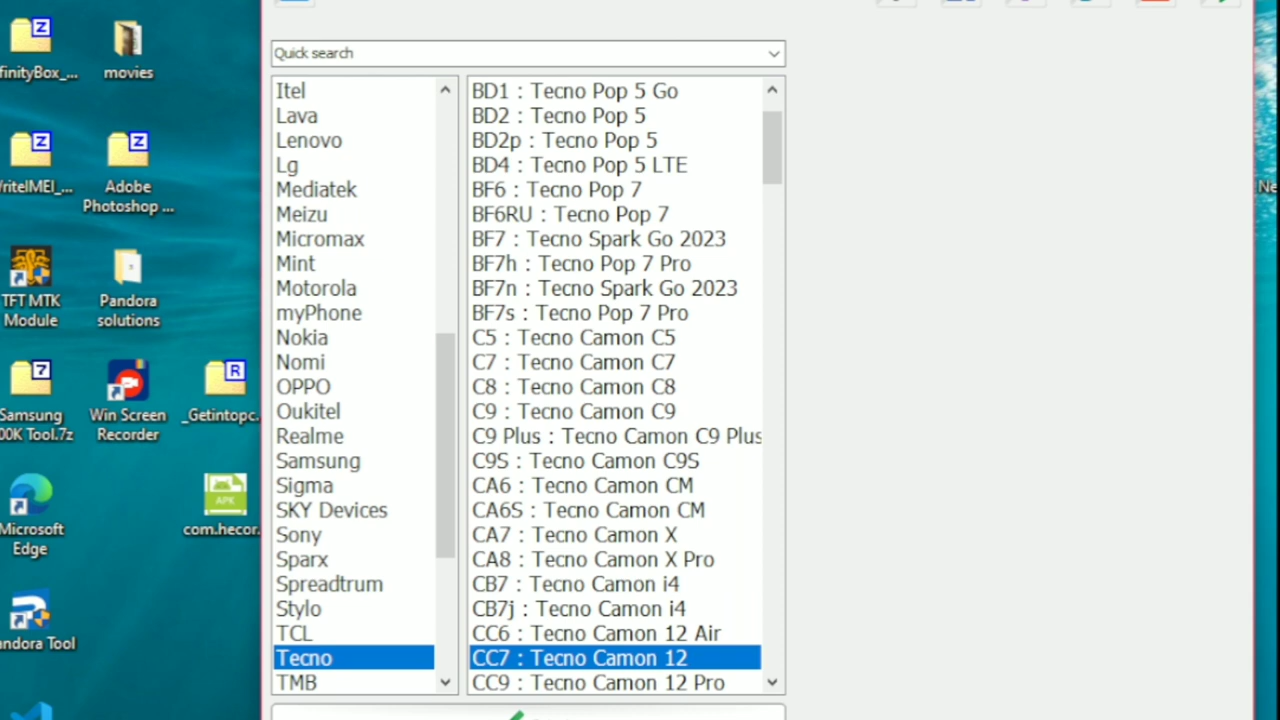 finityBox_...
movies
WriteIMEI_...
Adobe
Photoshop ...
TFT MTK
Module
Pandora
solutions
Samsung
00K Tool.7z
Win Screen
Recorder
_Getintopc.
Microsoft
Edge
com.hecor.
ndora Tool
APK
Z
Z
Z
7
R
Ne
Quick search
Itel
Lava
Lenovo
Lg
Mediatek
Meizu
Micromax
Mint
Motorola
myPhone
Nokia
Nomi
OPPO
Oukitel
Realme
Samsung
Sigma
SKY Devices
Sony
Sparx
Spreadtrum
Stylo
TCL
Tecno
TMB
BD1 : Tecno Pop 5 Go
BD2 : Tecno Pop 5
BD2p : Tecno Pop 5
BD4 : Tecno Pop 5 LTE
BF6 : Tecno Pop 7
BF6RU : Tecno Pop 7
BF7 : Tecno Spark Go 2023
BF7h : Tecno Pop 7 Pro
BF7n : Tecno Spark Go 2023
BF7s : Tecno Pop 7 Pro
C5 : Tecno Camon C5
C7 : Tecno Camon C7
C8 : Tecno Camon C8
C9 : Tecno Camon C9
C9 Plus : Tecno Camon C9 Plus
C9S : Tecno Camon C9S
CA6 : Tecno Camon CM
CA6S : Tecno Camon CM
CA7 : Tecno Camon X
CA8 : Tecno Camon X Pro
CB7 : Tecno Camon i4
CB7j : Tecno Camon i4
CC6 : Tecno Camon 12 Air
CC7 : Tecno Camon 12
CC9 : Tecno Camon 12 Pro